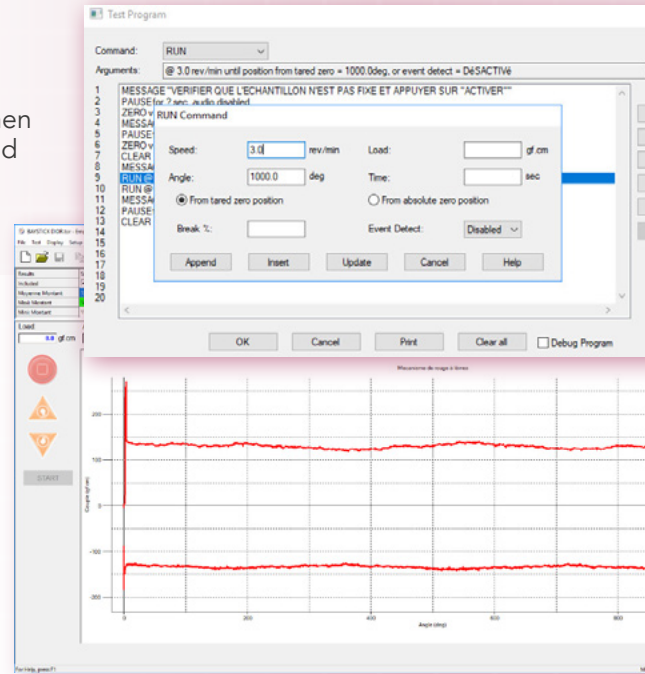 Test Program
Command: RUN
Arguments: @ 3.0 rev/min until position from tared zero = 1000.0deg, or event detect = DéSACTIVé
1 MESSAGE "VERIFIER QUE L'ECHANTILLON N'EST PAS FIXE ET APPUYER SUR "ACTIVER""
2 PAUSE for ? sec, audio disabled
3 ZERO v
4 MESSA
5 PAUSE
6 ZERO v
7 CLEAR
8 MESSA
9 RUN @
10 RUN @
11 MESSA
12 PAUSE
13 CLEAR
14
15
16
17
18
19
20
RUN Command
Speed: 3.0 rev/min Load: gf.cm
Angle: 1000.0 deg Time: sec
From tared zero position From absolute zero position
Break %: Event Detect: Disabled
Append Insert Update Cancel Help
OK Cancel Print Clear all Debug Program
hen
d
File Test Display Setup
Results
Included
Moyenne Montant
Maxi Montant
Mini Montant
Load
0.0 gf.cm
START
Couple (gf.cm)
200
100
0
-100
-200
0 200 400 600 800
Angle (deg)
For Help, press F1